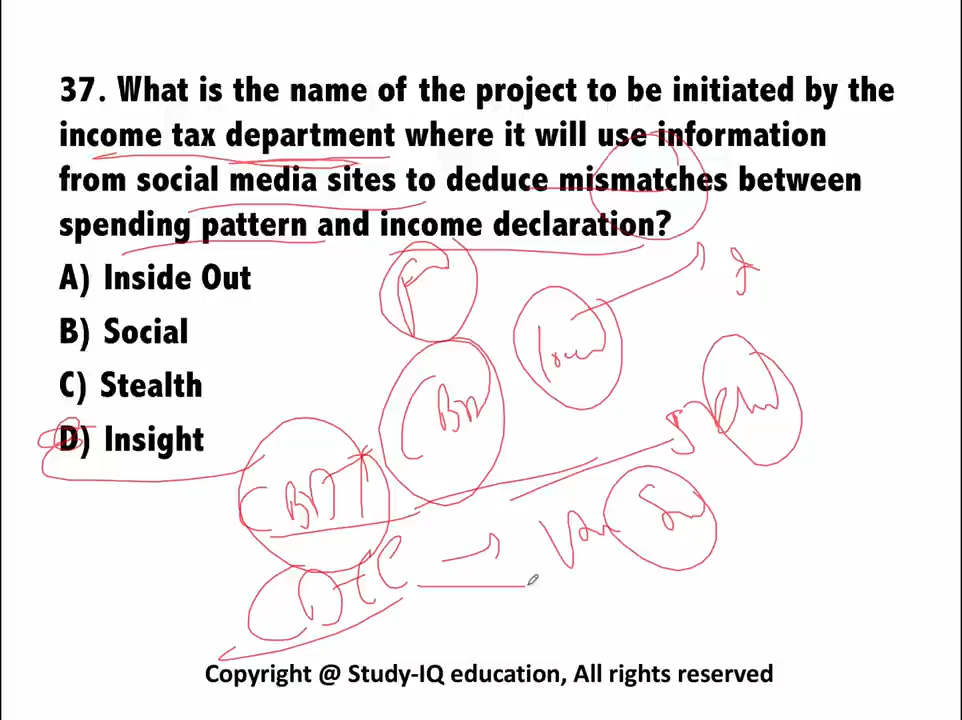 37. What is the name of the project to be initiated by the
income tax department where it will use information
from social media sites to deduce mismatches between
spending pattern and income declaration?
A) Inside Out
B) Social
C) Stealth
D) Insight
CBDT
Copyright @ Study-IQ education, All rights reserved